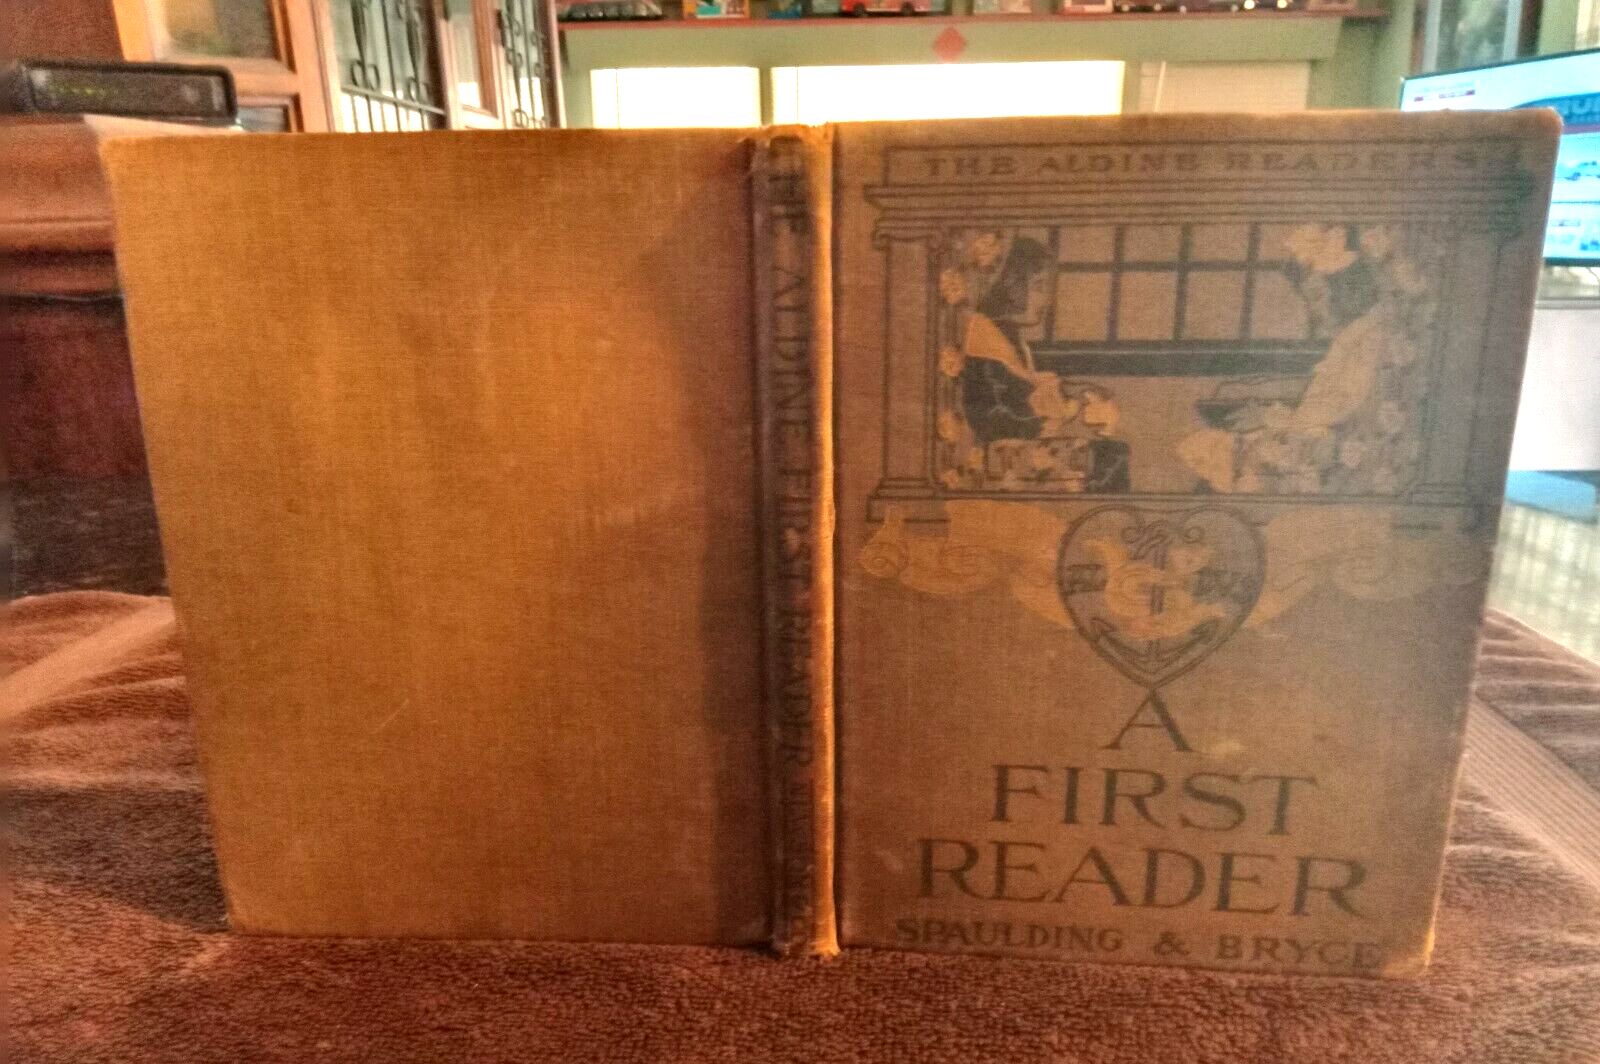 THE ALDINE FIRST READER
THE ALDINE READERS
A
FIRST
READER
SPAULDING & BRYCE